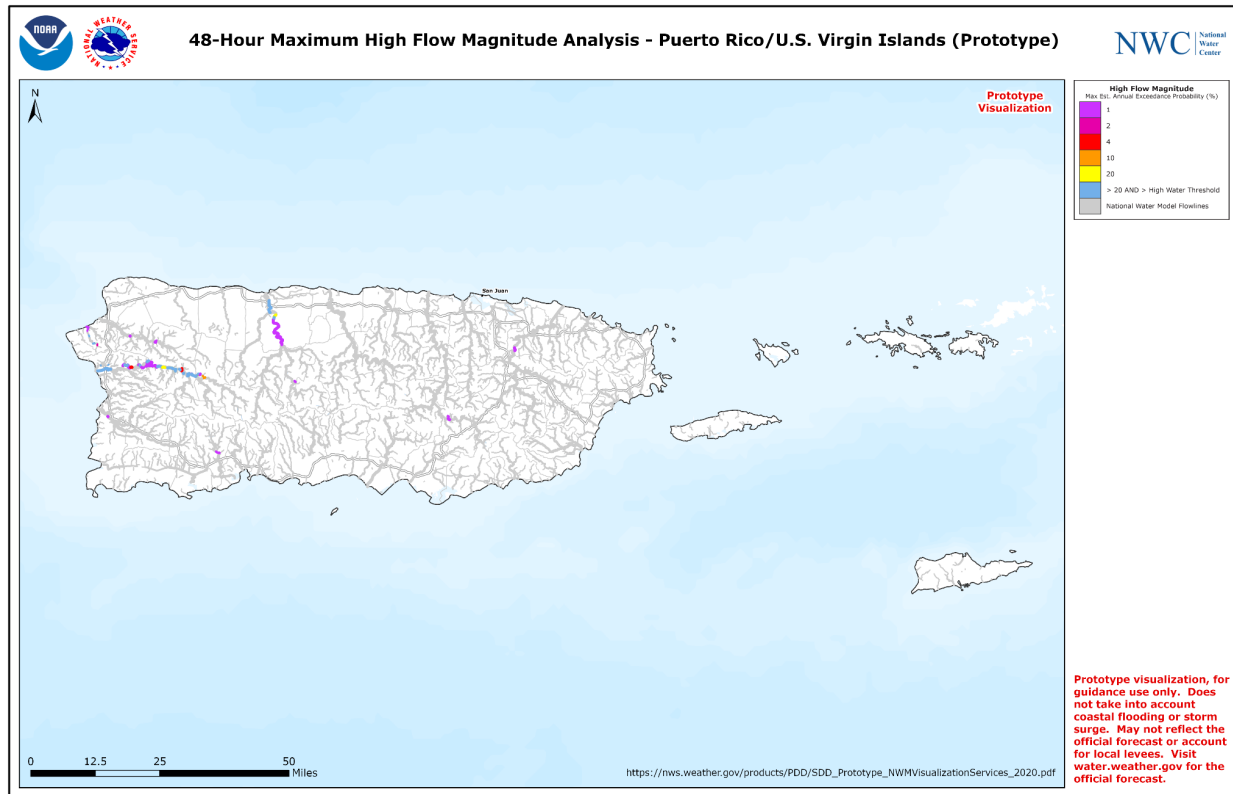 NOAA
NATIONAL WEATHER SERVICE
48-Hour Maximum High Flow Magnitude Analysis - Puerto Rico/U.S. Virgin Islands (Prototype)
NWC
National
Water
Center
N
Prototype
Visualization
High Flow Magnitude
Max Est. Annual Exceedance Probability (%)
1
2
4
10
20
> 20 AND > High Water Threshold
National Water Model Flowlines
San Juan
Prototype visualization, for
guidance use only. Does
not take into account
coastal flooding or storm
surge. May not reflect the
official forecast or account
for local levees. Visit
water.weather.gov for the
official forecast.
0 12.5 25 50
Miles
https://nws.weather.gov/products/PDD/SDD_Prototype_NWMVisualizationServices_2020.pdf